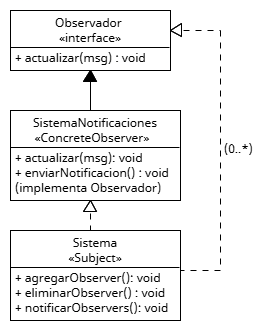 Observador
«interface»
+ actualizar(msg) : void
SistemaNotificaciones
«ConcreteObserver»
+ actualizar(msg): void
+ enviarNotificacion() : void
(implementa Observador)
(0..*)
Sistema
«Subject»
+ agregarObserver(): void
+ eliminarObserver() : void
+ notificarObservers(): void